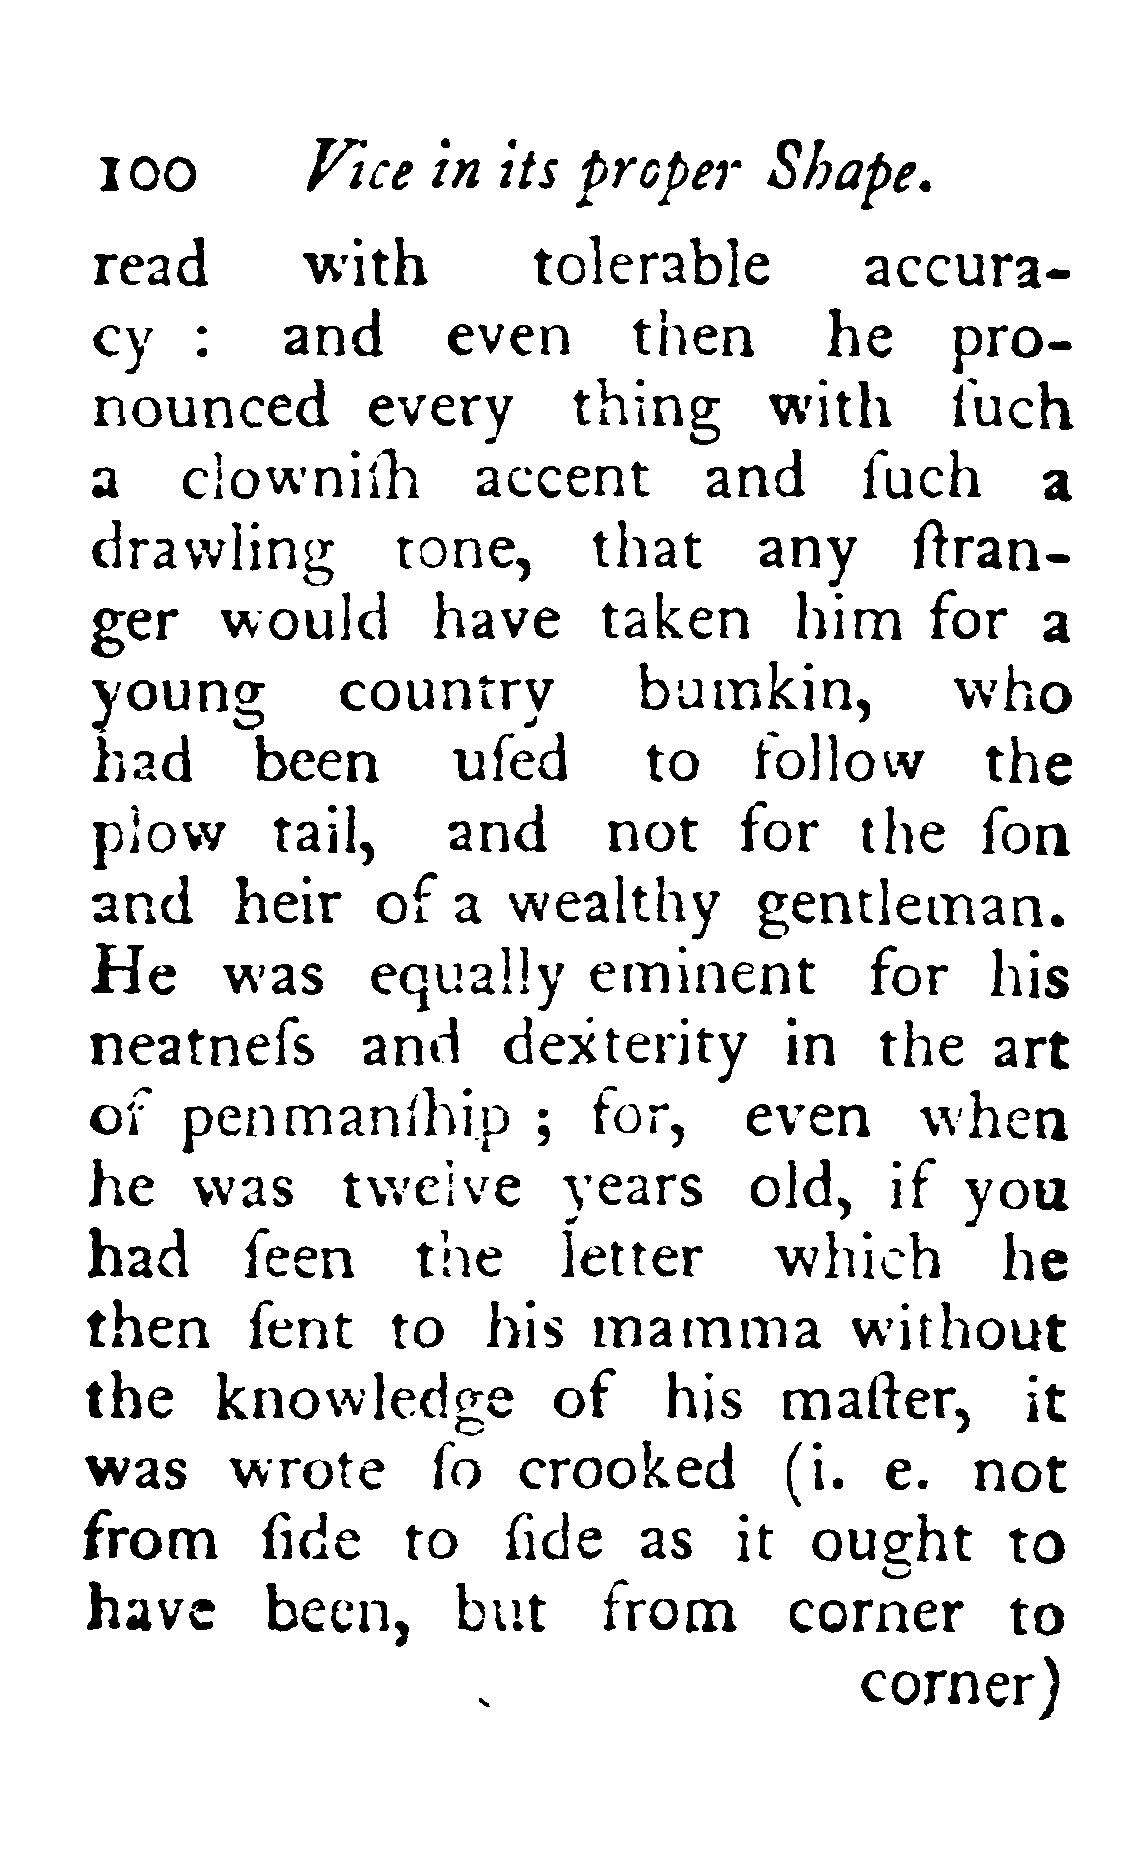 100 Vice in its proper Shape.
read with tolerable accura-
cy : and even then he pro-
nounced every thing with ſuch
a clowniſh accent and ſuch a
drawling tone, that any ſtran-
ger would have taken him for a
young country bumkin, who
had been uſed to follow the
plow tail, and not for the ſon
and heir of a wealthy gentleman.
He was equally eminent for his
neatneſs and dexterity in the art
of penmanſhip ; for, even when
he was twelve years old, if you
had ſeen the letter which he
then ſent to his mamma without
the knowledge of his maſter, it
was wrote ſo crooked (i. e. not
from ſide to ſide as it ought to
have been, but from corner to
corner)